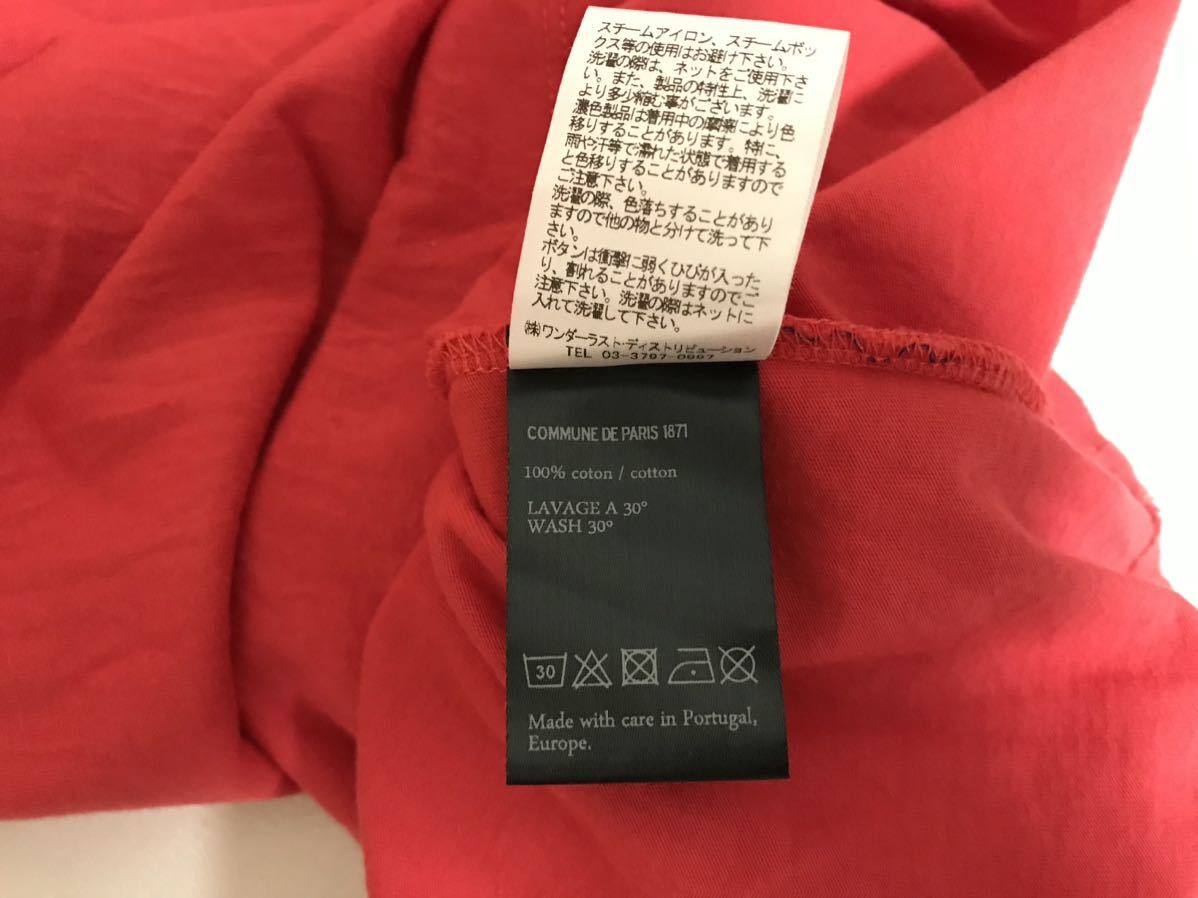 スチームアイロン、スチームボッ
クス等の使用はお避け下さい。
洗濯の際は、ネットをご使用下さ
い。また、製品の特性上、洗濯に
より多少縮む事がございます。
濃色製品は着用中の摩擦により色
移りすることがあります。特に、
雨や汗等で濡れた状態で着用する
と色移りすることがありますので
ご注意下さい。
洗濯の際、色落ちすることがあり
ますので他の物と分けて洗って下
さい。
ボタンは衝撃に弱くひびが入った
り、割れることがありますのでご
注意下さい。洗濯の際はネットに
入れて洗濯して下さい。
㈱ワンダーラスト・ディストリビューション
TEL 03-3797-0997
COMMUNE DE PARIS 1871
100% coton / cotton
LAVAGE A 30°
WASH 30°
30
Made with care in Portugal,
Europe.